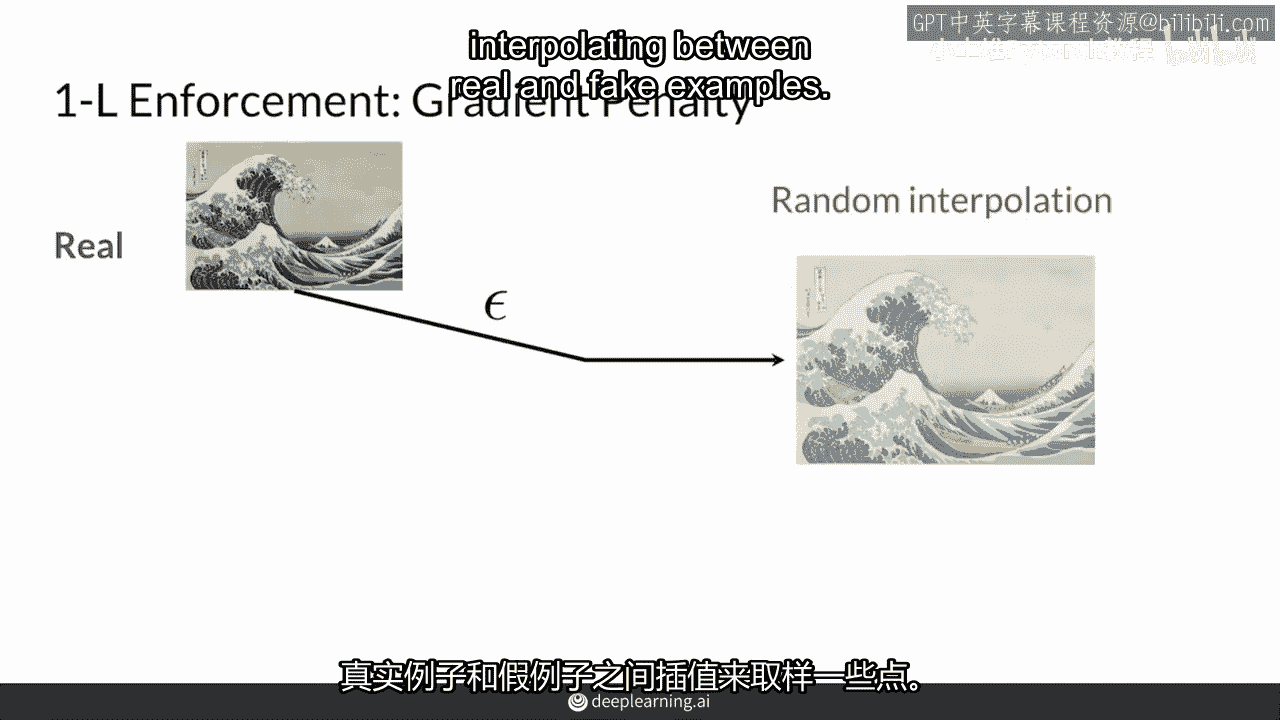 GPT中英字幕课程资源@bilibili.com
interpolating between
real and fake examples.
1-L Enforcement: Gradient Penalty
Random interpolation
Real
ϵ
真实例子和假例子之间插值来取样一些点。
deeplearning.ai